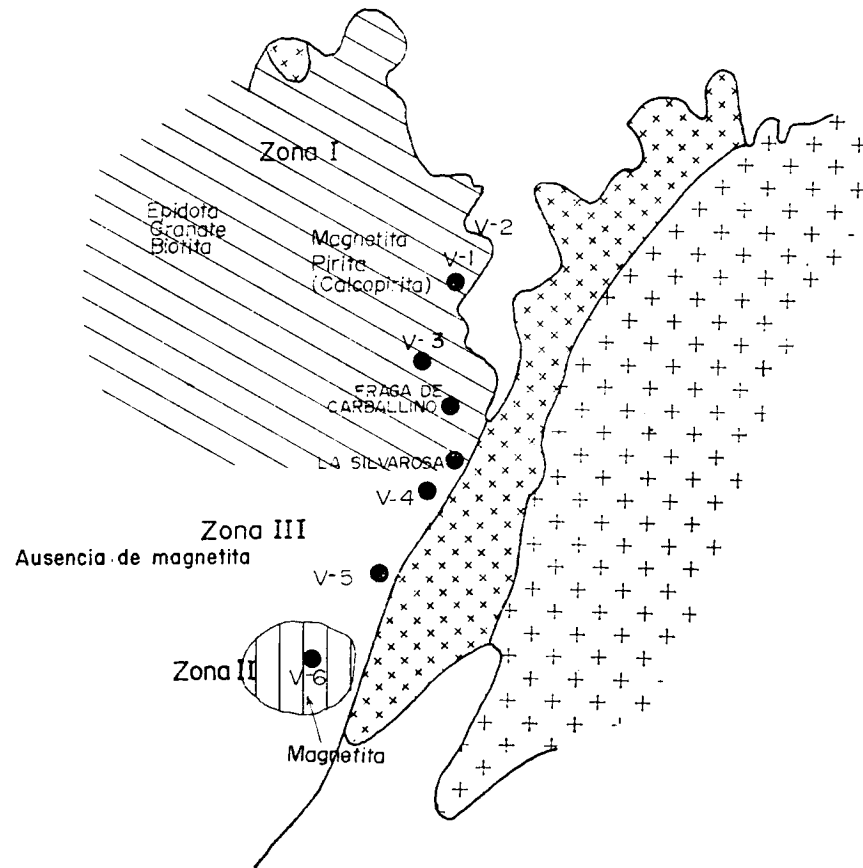 Zona I
Epidota
Granate
Biotita
Magnetita
Pirita
(Calcopirita)
V-2
V-1
V-3
FRAGA DE
CARBALLINO
LA SILVAROSA
V-4
Zona III
Ausencia de magnetita
V-5
Zona II
V-6
Magnetita